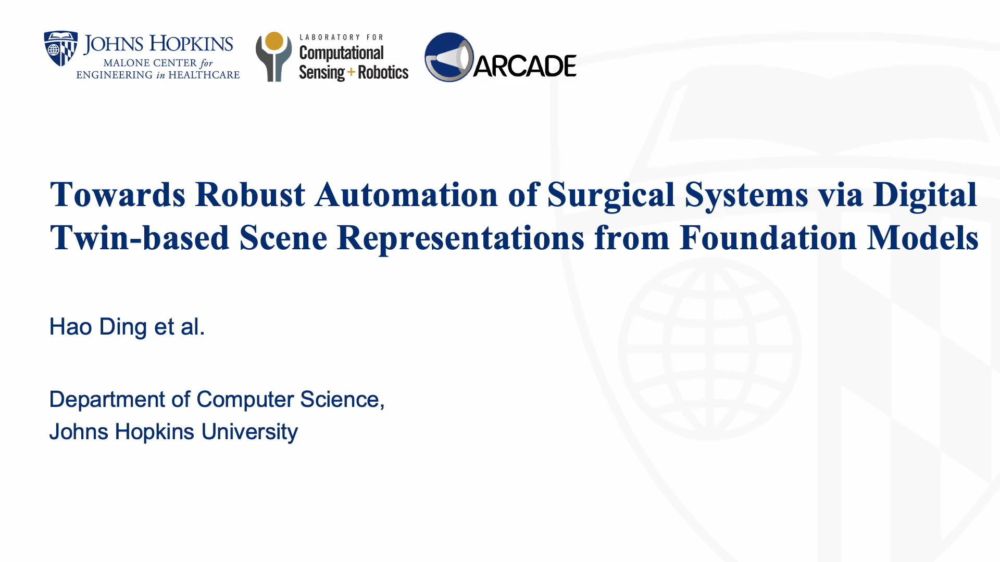 JOHNS HOPKINS
MALONE CENTER for
ENGINEERING in HEALTHCARE
LABORATORY FOR
Computational
Sensing + Robotics
ARCADE
Towards Robust Automation of Surgical Systems via Digital
Twin-based Scene Representations from Foundation Models
Hao Ding et al.
Department of Computer Science,
Johns Hopkins University